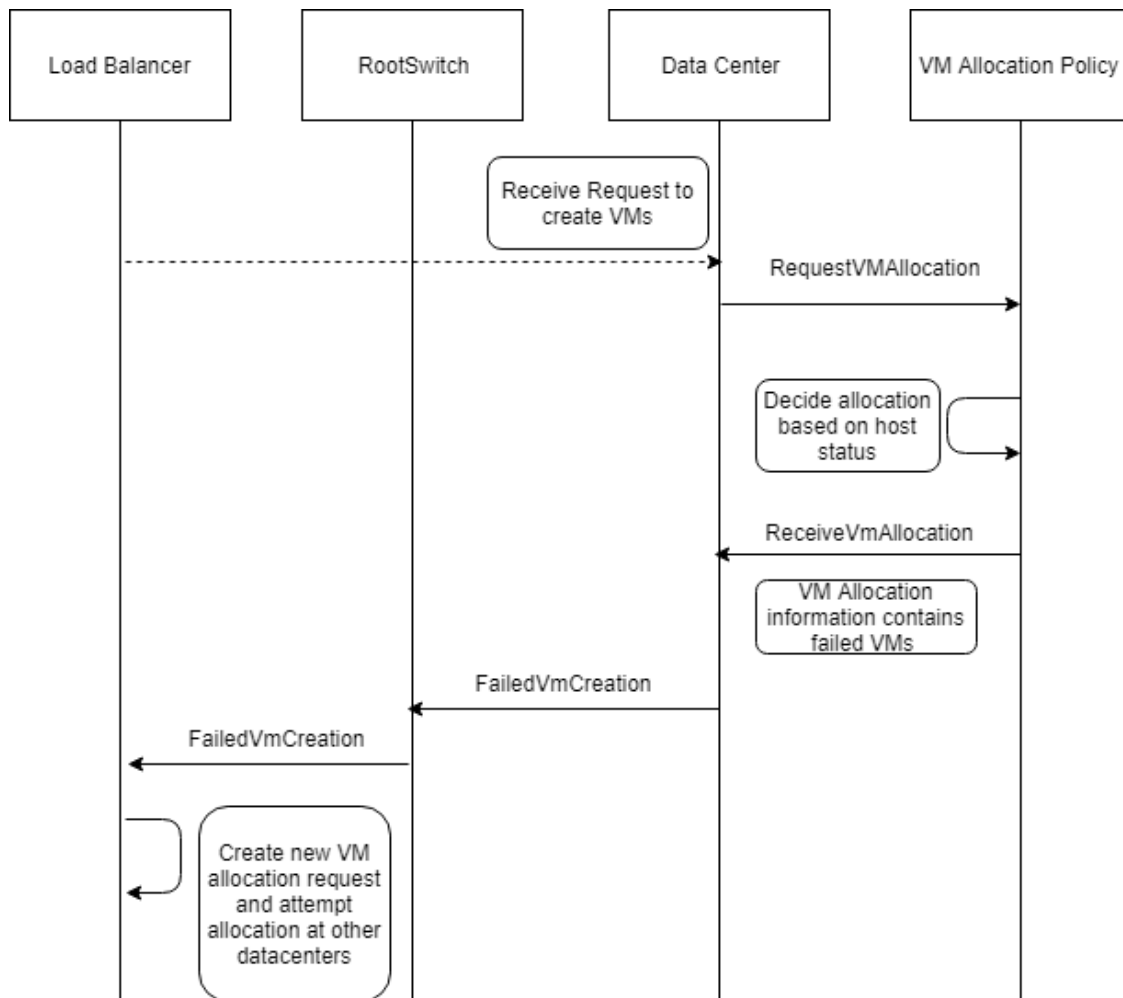 Load Balancer
RootSwitch
Data Center
VM Allocation Policy
Receive Request to
create VMs
RequestVMAllocation
Decide allocation
based on host
status
ReceiveVmAllocation
VM Allocation
information contains
failed VMs
FailedVmCreation
FailedVmCreation
Create new VM
allocation request
and attempt
allocation at other
datacenters